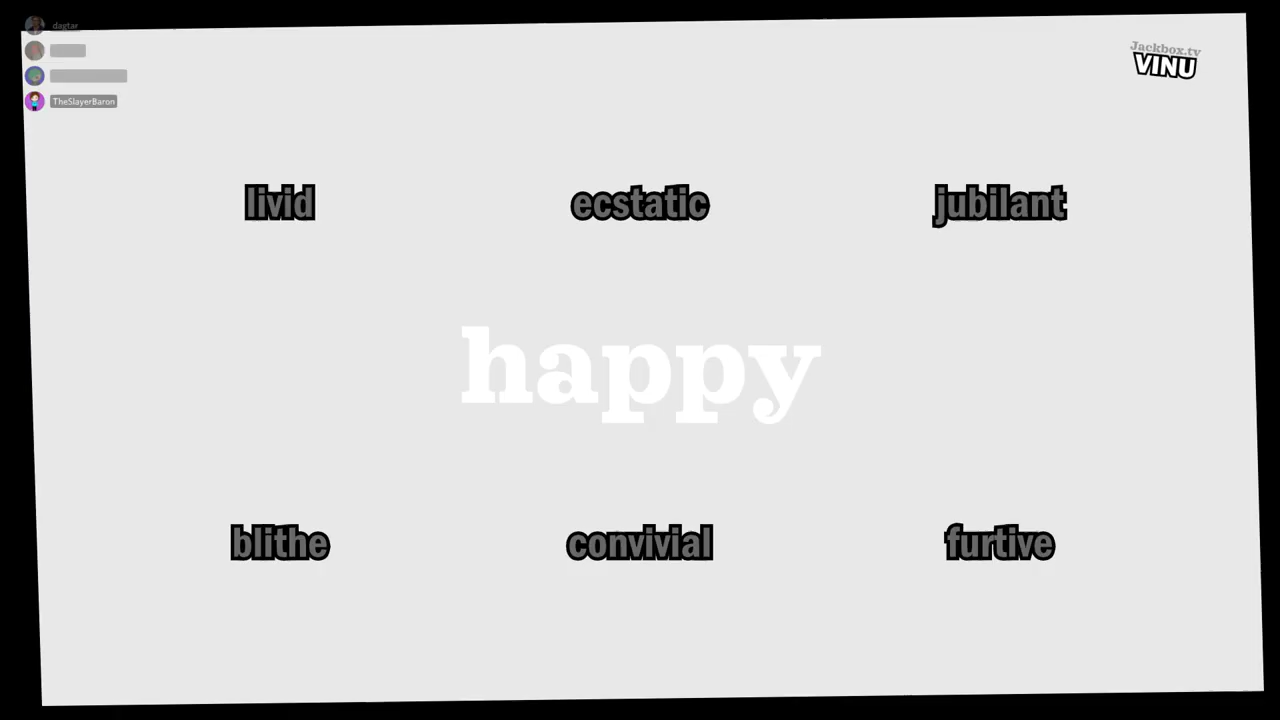 dagtar
TheSlayerBaron
Jackbox.tv
VINU
livid
ecstatic
jubilant
happy
blithe
convivial
furtive